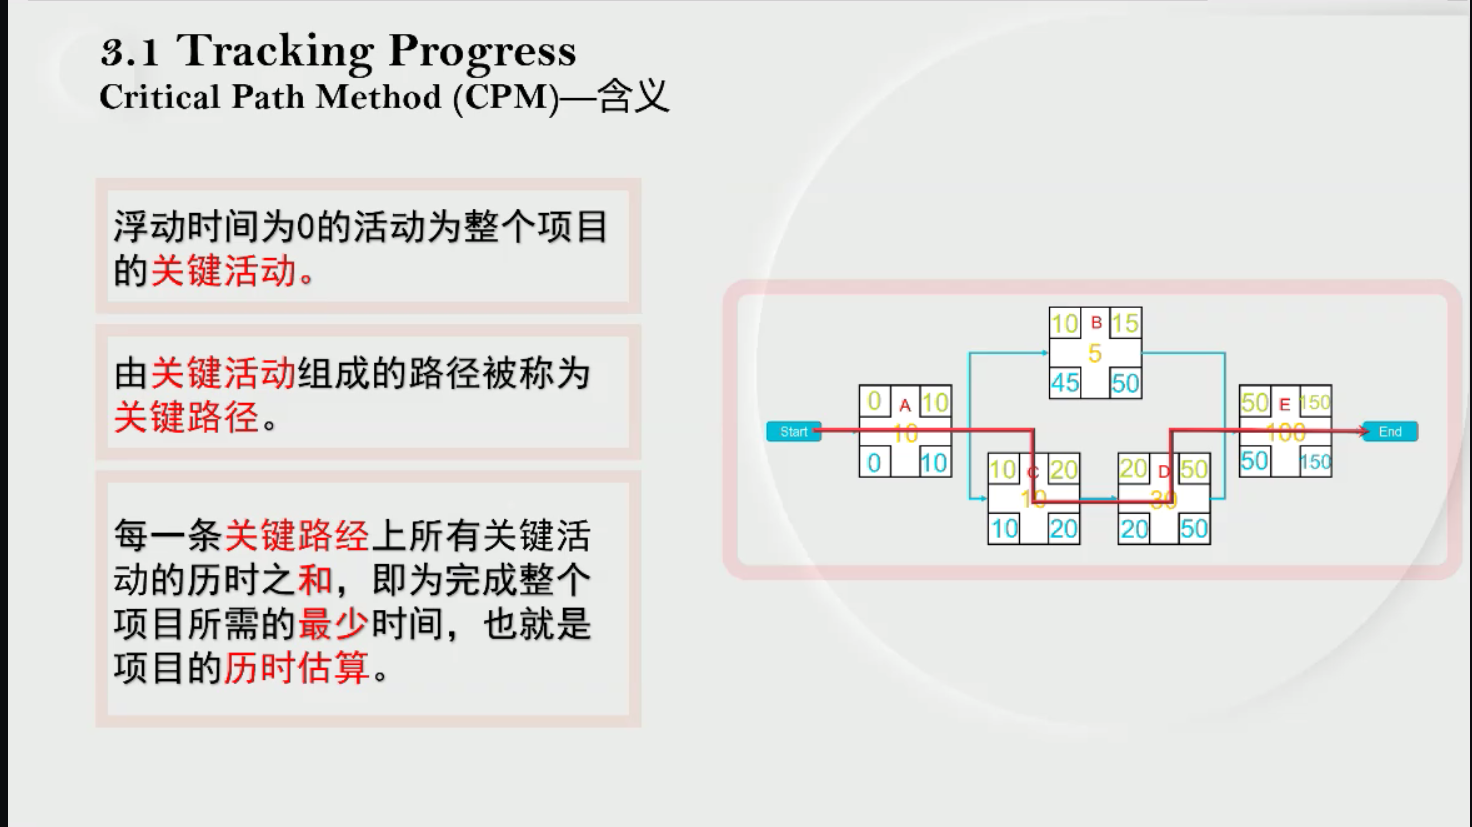 3.1 Tracking Progress
Critical Path Method (CPM)—含义
浮动时间为0的活动为整个项目
的关键活动。
由关键活动组成的路径被称为
关键路径。
每一条关键路经上所有关键活
动的历时之和，即为完成整个
项目所需的最少时间，也就是
项目的历时估算。
10 B 15
5
45 50
0 A 10
10
0 10
50 E 150
100
50 150
Start
End
10 C 20
10
10 20
20 D 50
30
20 50